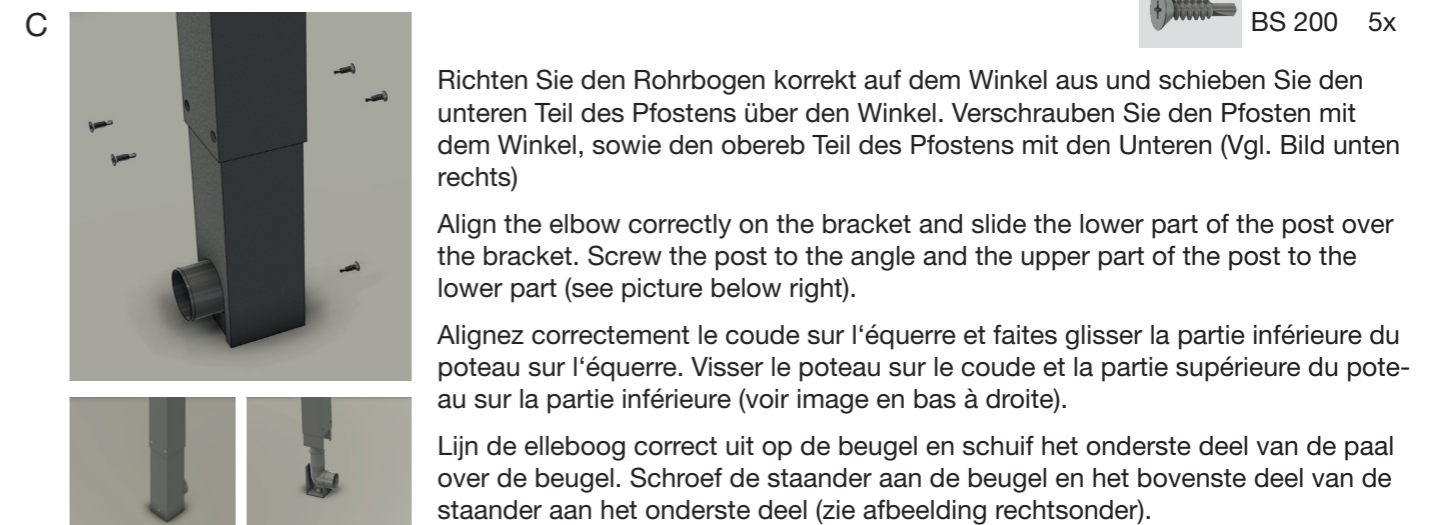 C
BS 200 5x
Richten Sie den Rohrbogen korrekt auf dem Winkel aus und schieben Sie den
unteren Teil des Pfostens über den Winkel. Verschrauben Sie den Pfosten mit
dem Winkel, sowie den obereb Teil des Pfostens mit den Unteren (Vgl. Bild unten
rechts)
Align the elbow correctly on the bracket and slide the lower part of the post over
the bracket. Screw the post to the angle and the upper part of the post to the
lower part (see picture below right).
Alignez correctement le coude sur l‘équerre et faites glisser la partie inférieure du
poteau sur l‘équerre. Visser le poteau sur le coude et la partie supérieure du pote-
au sur la partie inférieure (voir image en bas à droite).
Lijn de elleboog correct uit op de beugel en schuif het onderste deel van de paal
over de beugel. Schroef de staander aan de beugel en het bovenste deel van de
staander aan het onderste deel (zie afbeelding rechtsonder).